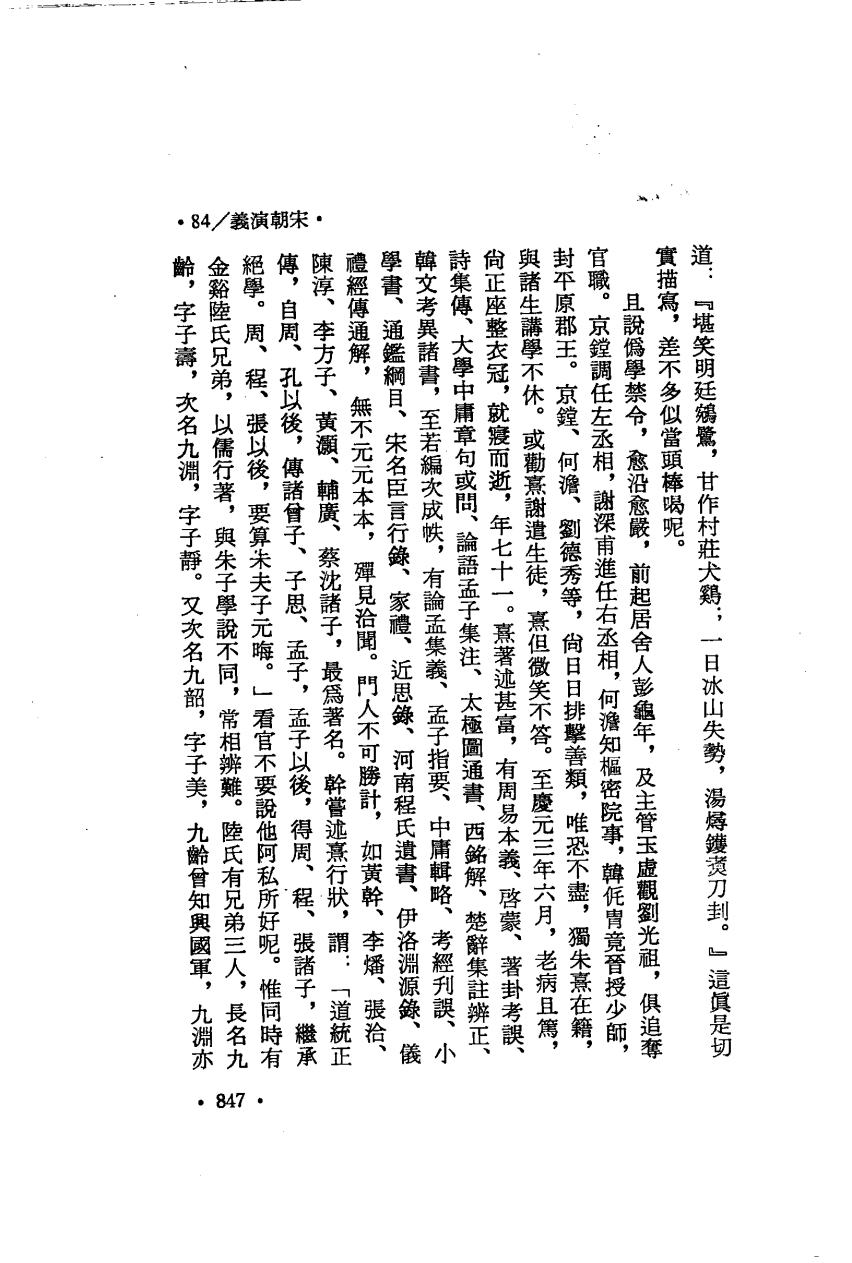 •84／義演朝宋•
道：『堪笑明廷鵷鷺，甘作村莊犬鷄；一日冰山失勢，湯燖鑊煑刀刲。』這眞是切
實描寫，差不多似當頭棒喝呢。
且說僞學禁令，愈沿愈嚴，前起居舍人彭龜年，及主管玉虛觀劉光祖，俱追奪
官職。京鏜調任左丞相，謝深甫進任右丞相，何澹知樞密院事，韓侂冑竟晉授少師，
封平原郡王。京鏜、何澹、劉德秀等，尙日日排擊善類，唯恐不盡，獨朱熹在籍，
與諸生講學不休。或勸熹謝遣生徒，熹但微笑不答。至慶元三年六月，老病且篤，
尙正座整衣冠，就寢而逝，年七十一。熹著述甚富，有周易本義、啓蒙、蓍卦考誤、
詩集傳、大學中庸章句或問、論語孟子集注、太極圖通書、西銘解、楚辭集註辨正、
韓文考異諸書，至若編次成帙，有論孟集義、孟子指要、中庸輯略、考經刋誤、小
學書、通鑑綱目、宋名臣言行錄、家禮、近思錄、河南程氏遺書、伊洛淵源錄、儀
禮經傳通解，無不元元本本，殫見洽聞。門人不可勝計，如黃幹、李燔、張洽、
陳淳、李方子、黃灝、輔廣、蔡沈諸子，最爲著名。幹嘗述熹行狀，謂：「道統正
傳，自周、孔以後，傳諸曾子、子思、孟子，孟子以後，得周、程、張諸子，繼承
絕學。周、程、張以後，要算朱夫子元晦。」看官不要說他阿私所好呢。惟同時有
金谿陸氏兄弟，以儒行著，與朱子學說不同，常相辨難。陸氏有兄弟三人，長名九
齡，字子壽，次名九淵，字子靜。又次名九韶，字子美，九齡曾知興國軍，九淵亦
•847•